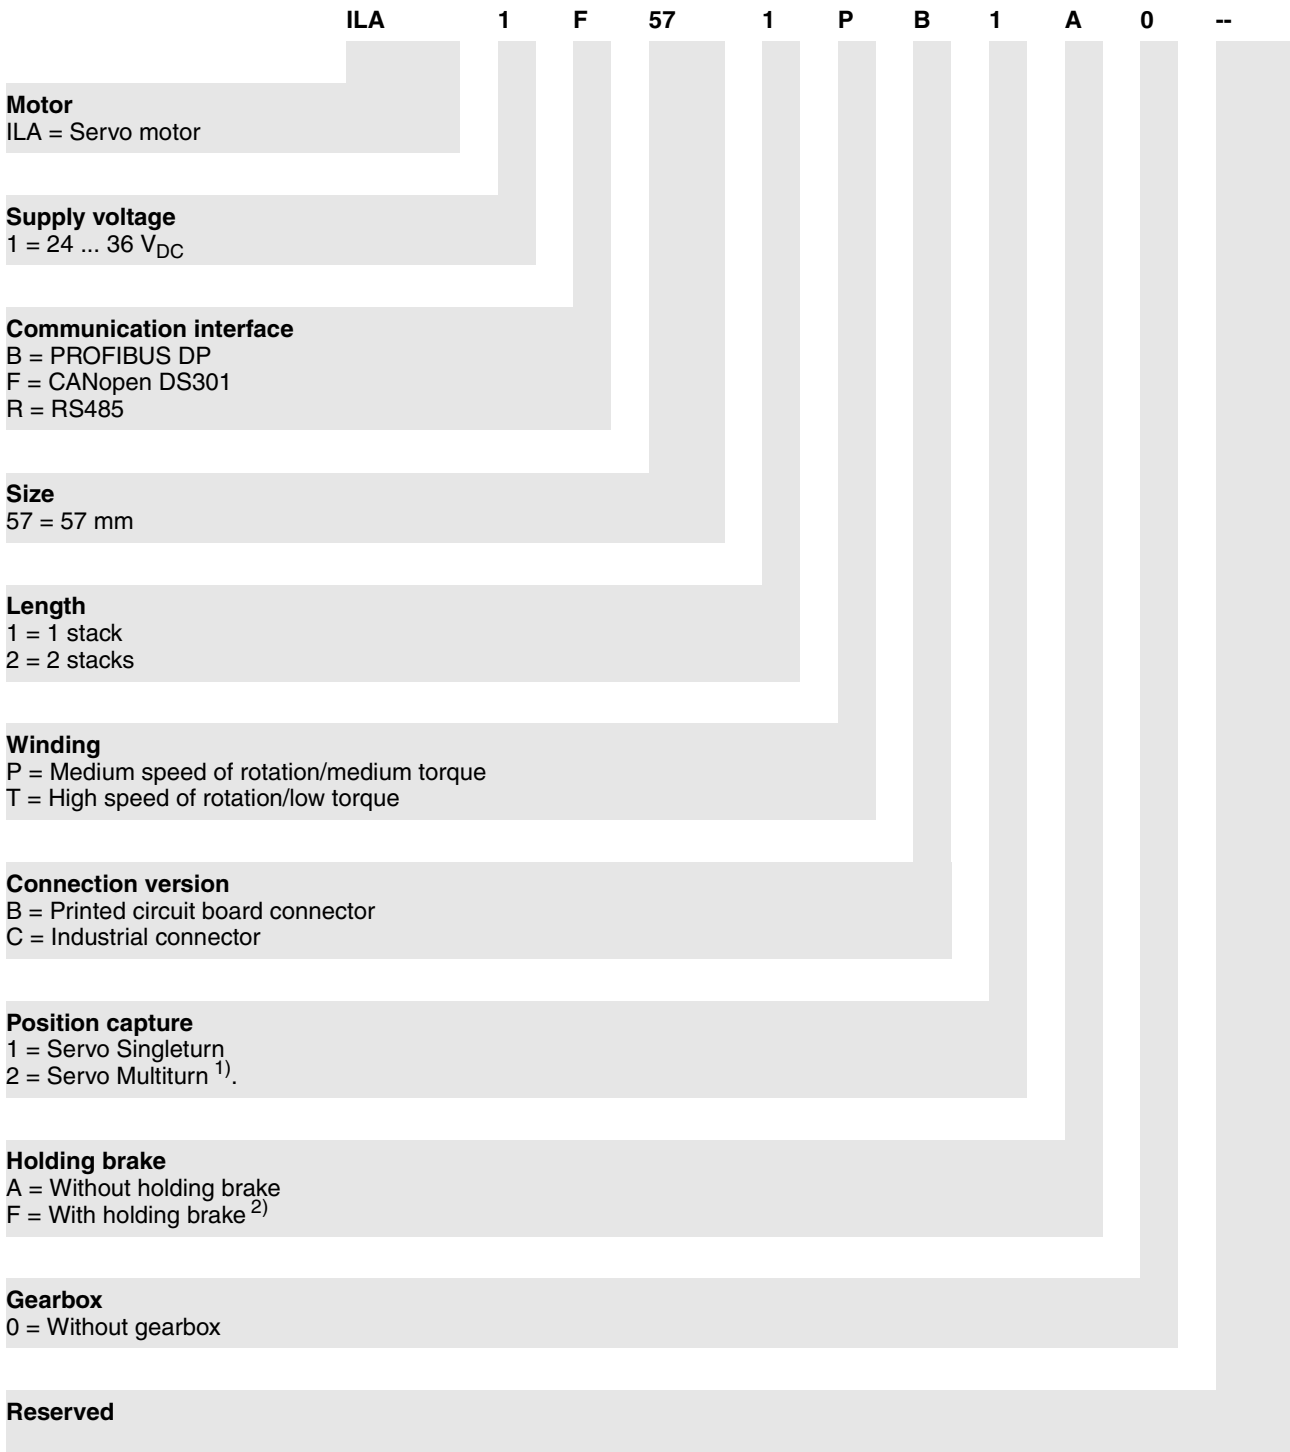 ILA 1 F 57 1 P B 1 A 0 --
Motor
ILA = Servo motor
Supply voltage
1 = 24 ... 36 VDC
Communication interface
B = PROFIBUS DP
F = CANopen DS301
R = RS485
Size
57 = 57 mm
Length
1 = 1 stack
2 = 2 stacks
Winding
P = Medium speed of rotation/medium torque
T = High speed of rotation/low torque
Connection version
B = Printed circuit board connector
C = Industrial connector
Position capture
1 = Servo Singleturn
2 = Servo Multiturn 1).
Holding brake
A = Without holding brake
F = With holding brake 2)
Gearbox
0 = Without gearbox
Reserved